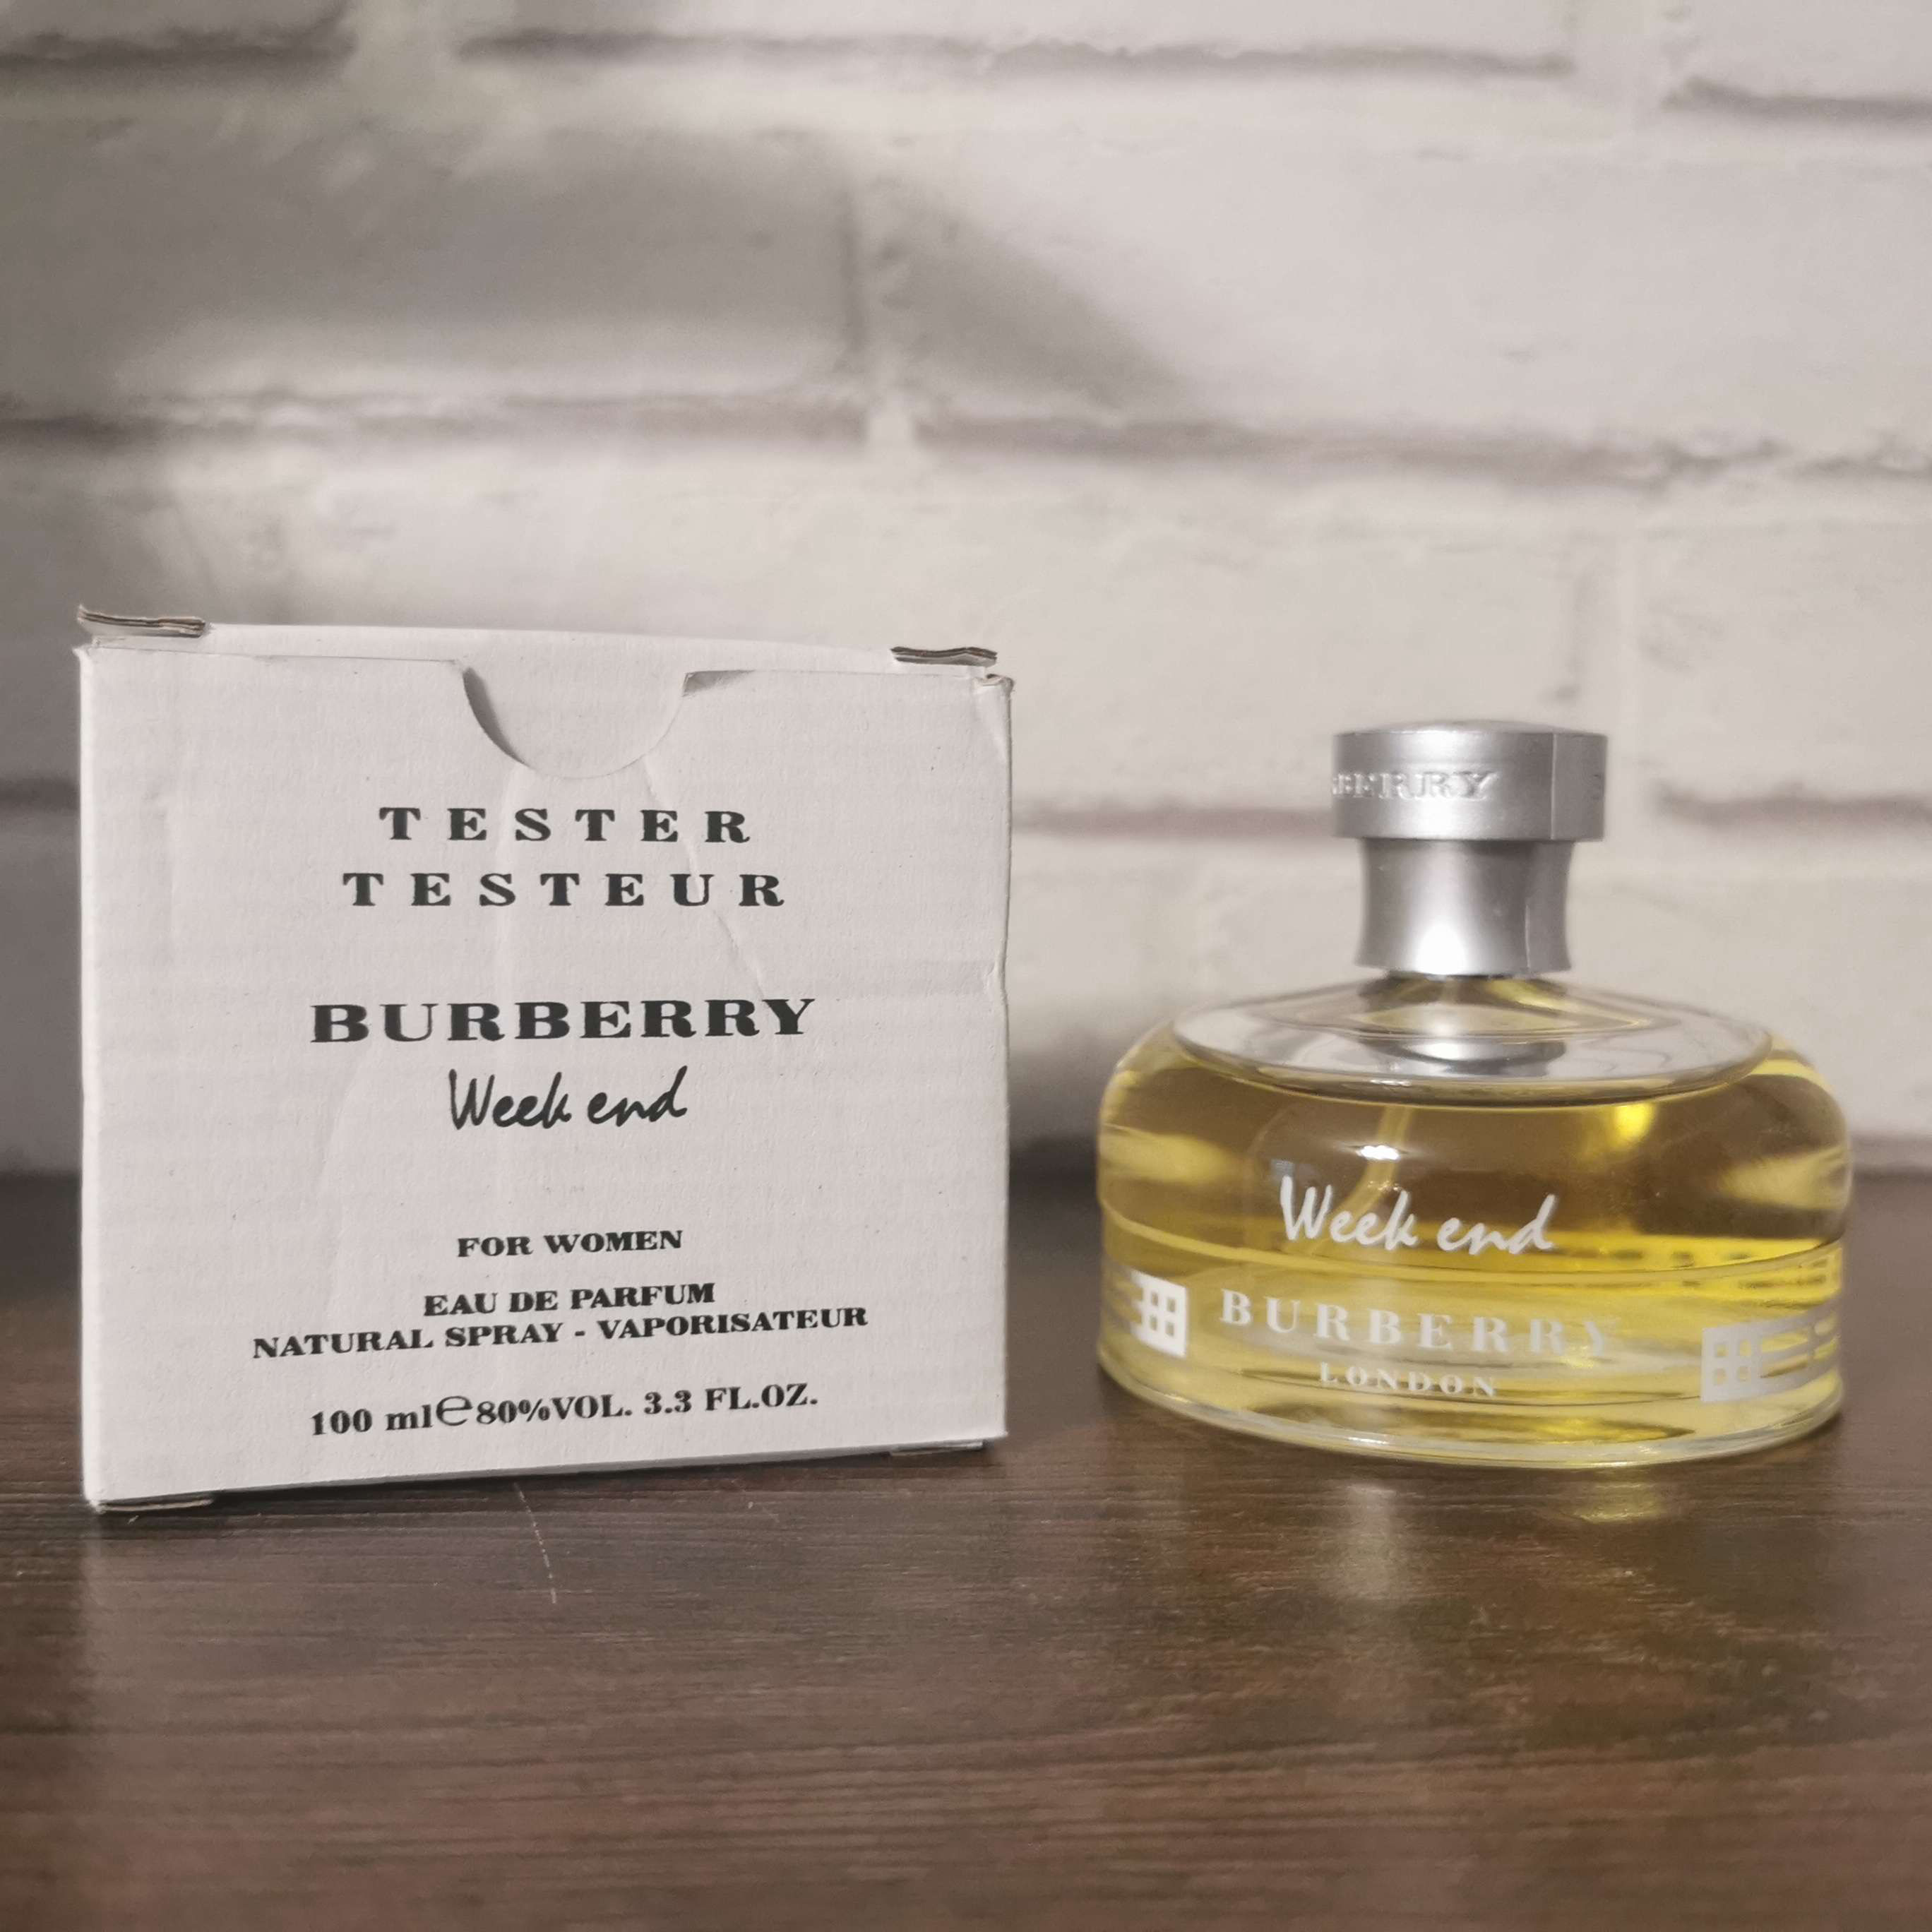 TESTER
TESTEUR
BURBERRY
Week end
FOR WOMEN
EAU DE PARFUM
NATURAL SPRAY - VAPORISATEUR
100 ml℮80%VOL. 3.3 FL.OZ.
Week end
BURBERRY
LONDON